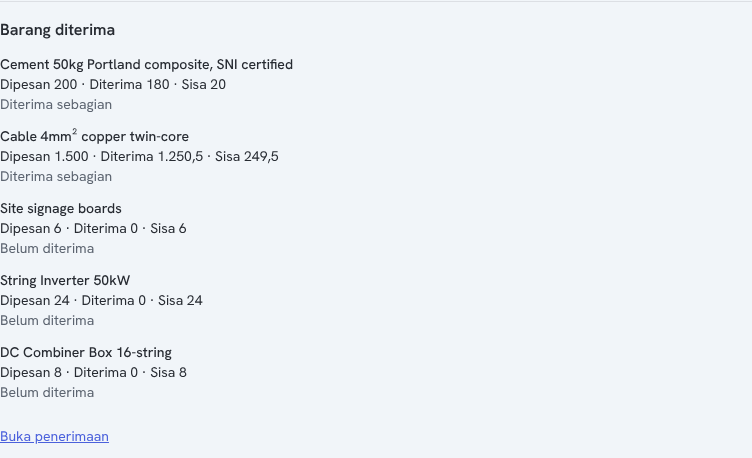 Barang diterima
Cement 50kg Portland composite, SNI certified
Dipesan 200 · Diterima 180 · Sisa 20
Diterima sebagian
Cable 4mm² copper twin-core
Dipesan 1.500 · Diterima 1.250,5 · Sisa 249,5
Diterima sebagian
Site signage boards
Dipesan 6 · Diterima 0 · Sisa 6
Belum diterima
String Inverter 50kW
Dipesan 24 · Diterima 0 · Sisa 24
Belum diterima
DC Combiner Box 16-string
Dipesan 8 · Diterima 0 · Sisa 8
Belum diterima
Buka penerimaan